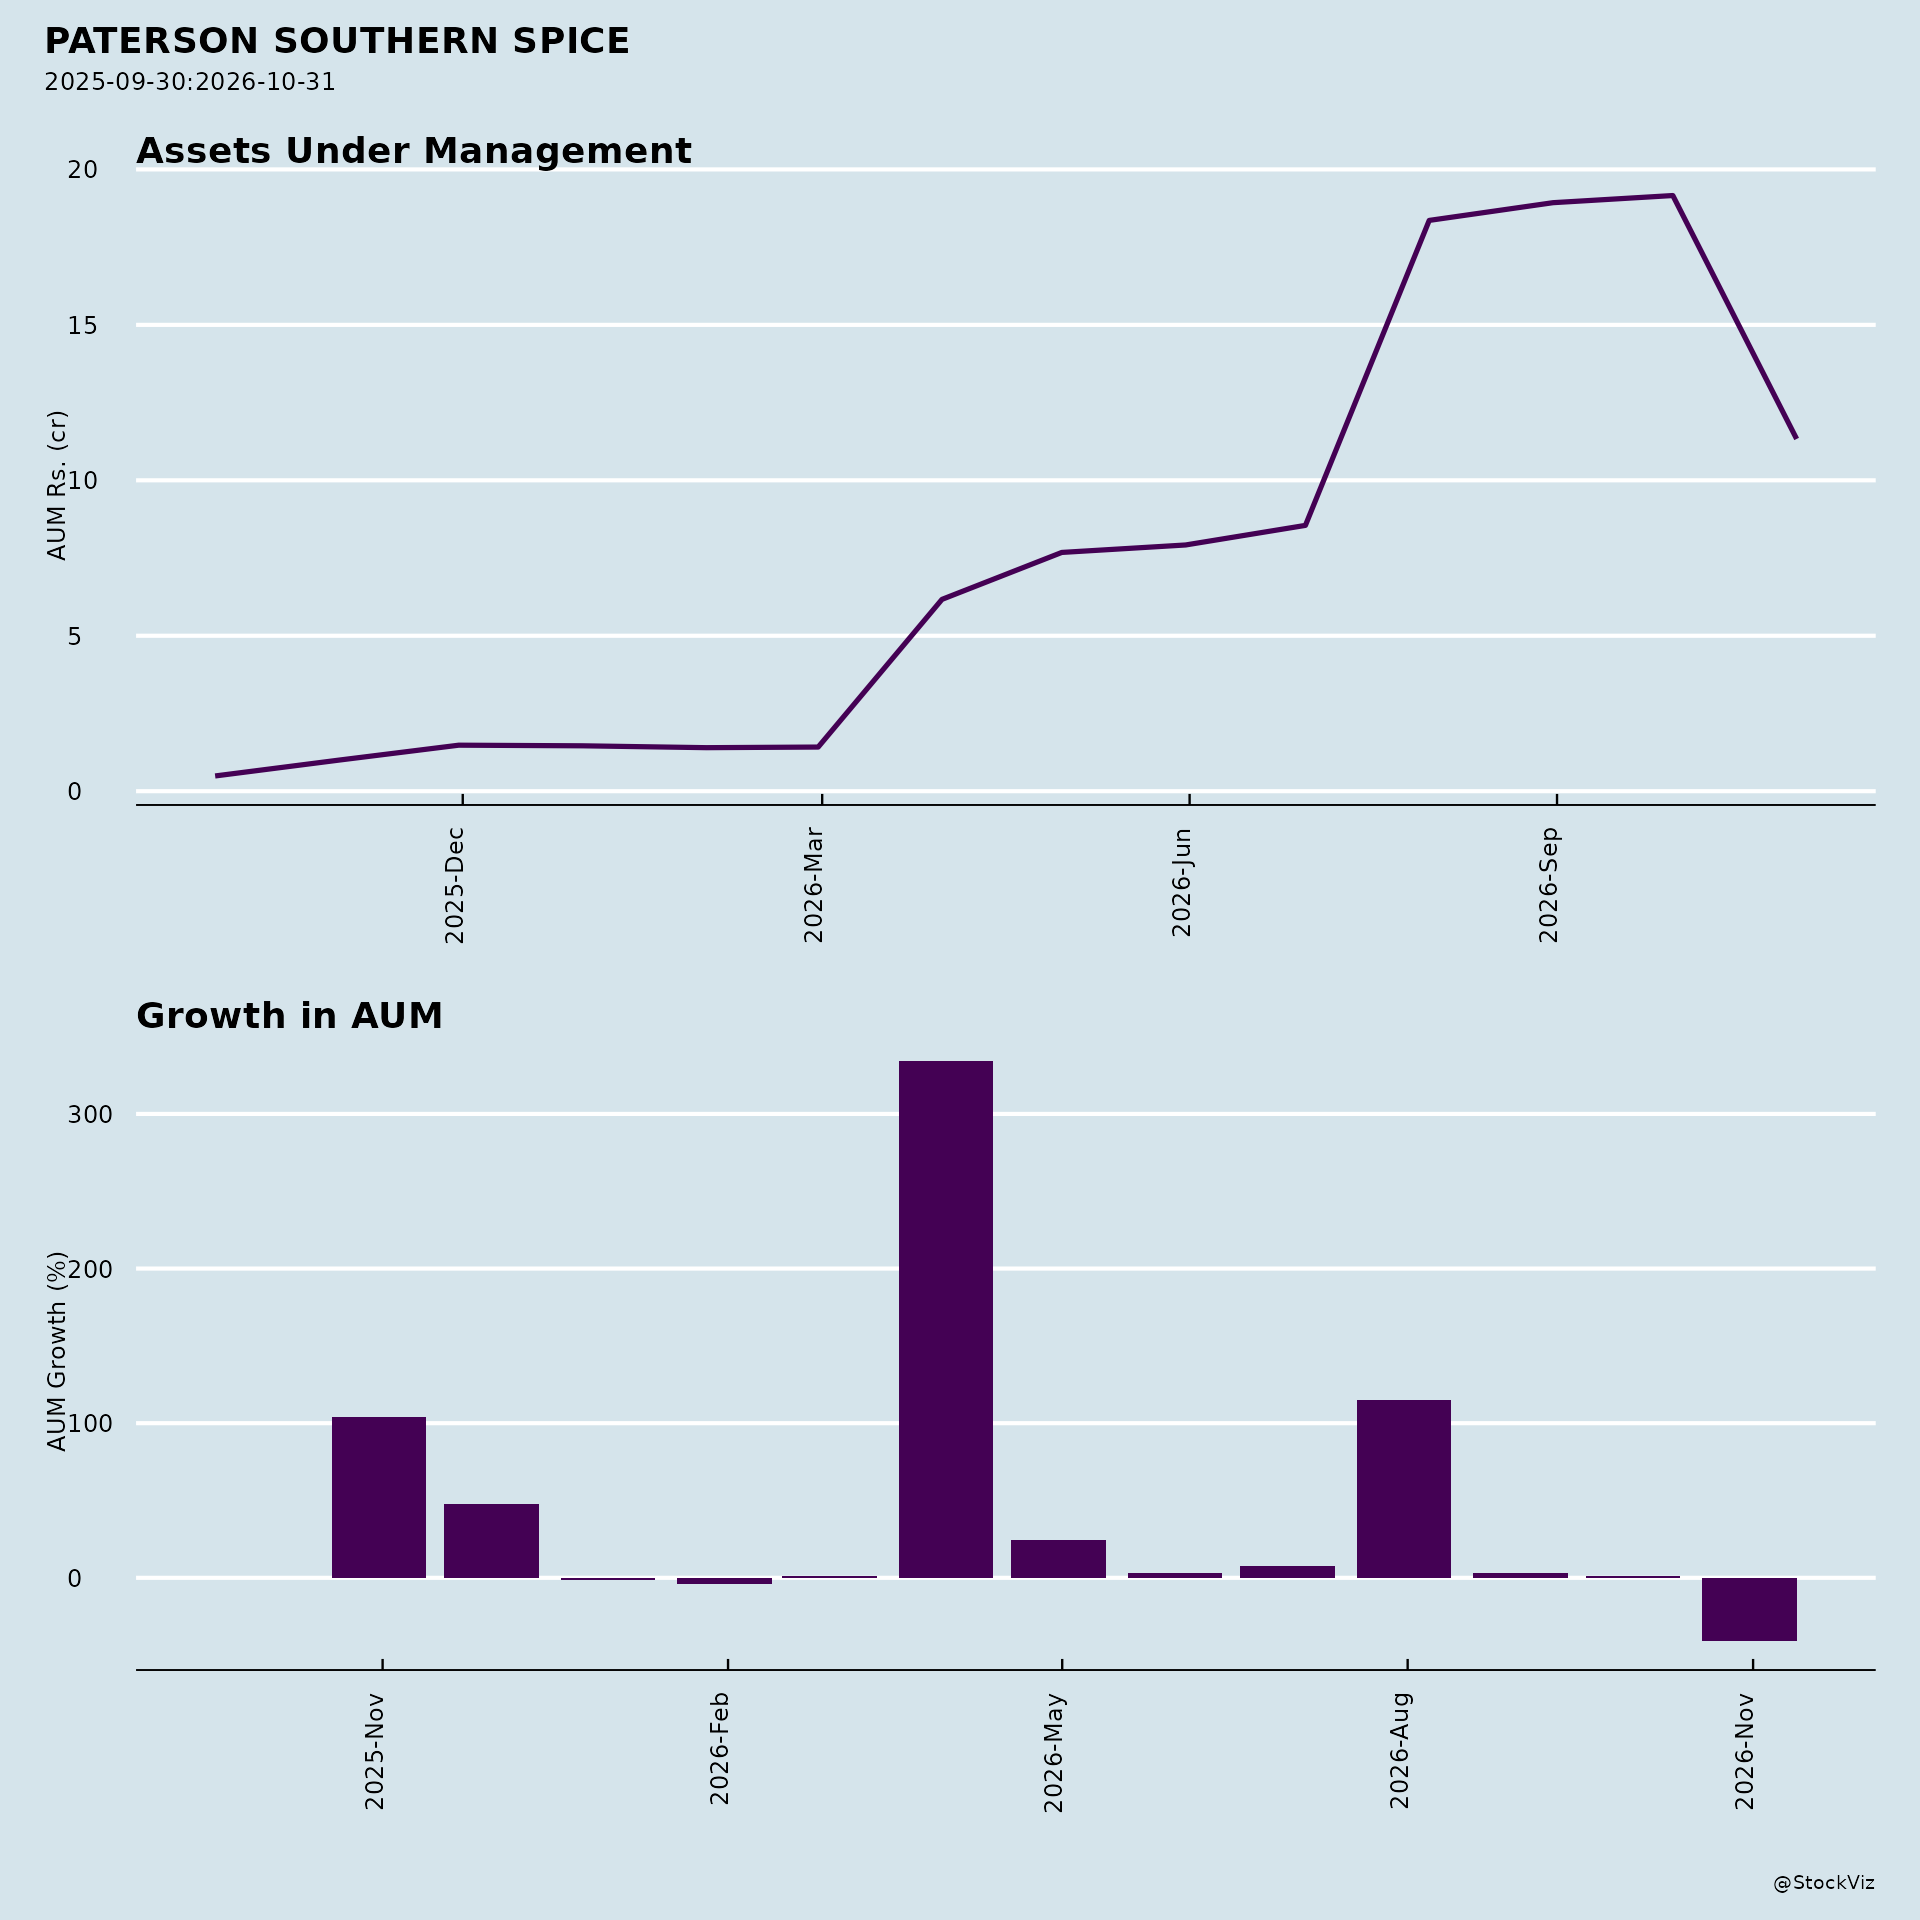 PATERSON SOUTHERN SPICE
2025-09-30:2026-10-31
Assets Under Management
AUM Rs. (cr)
20
15
10
5
0
2025-Dec
2026-Mar
2026-Jun
2026-Sep
Growth in AUM
AUM Growth (%)
300
200
100
0
2025-Nov
2026-Feb
2026-May
2026-Aug
2026-Nov
@StockViz